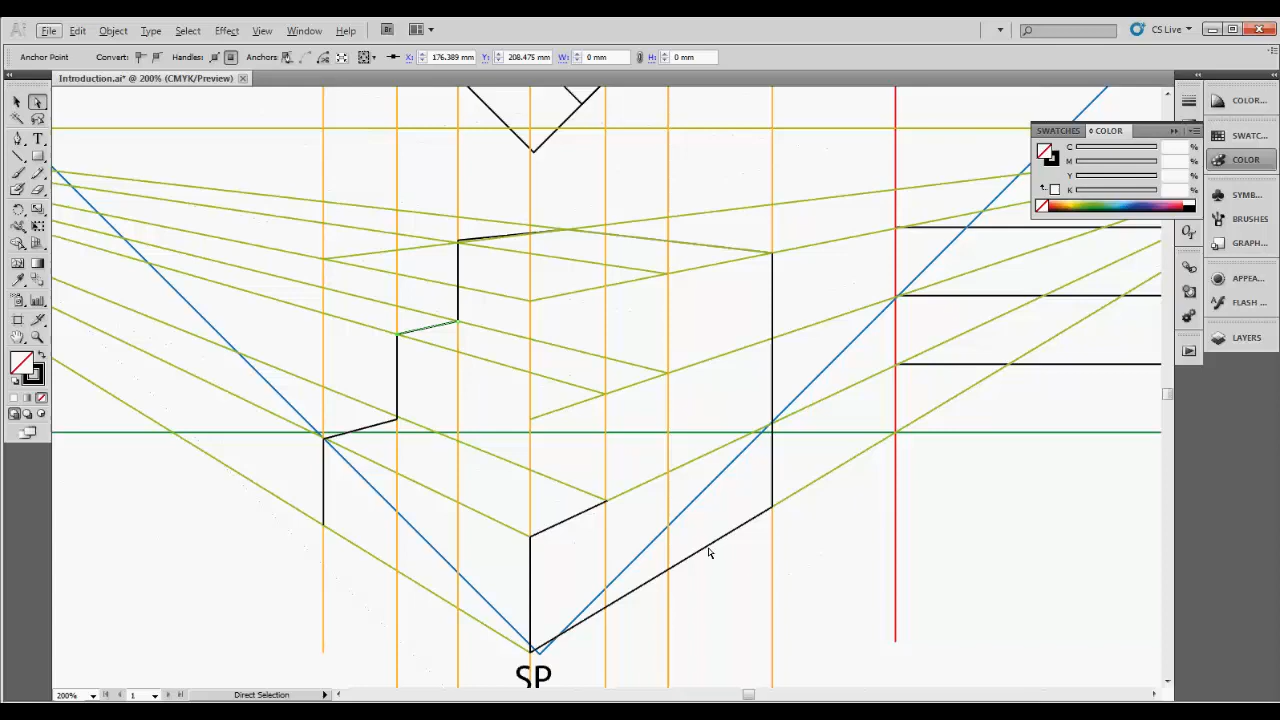 Ai File Edit Object Type Select Effect View Window Help Br CS Live
Anchor Point Convert: Handles: Anchors: X: 176.389 mm Y: 208.475 mm W: 0 mm H: 0 mm
Introduction.ai* @ 200% (CMYK/Preview)
COLOR...
SWATCHES COLOR
SWATC...
C %
M %
COLOR
Y %
K %
SYMB...
BRUSHES
GRAPH...
APPEA...
FLASH ...
LAYERS
SP
200% 1 Direct Selection